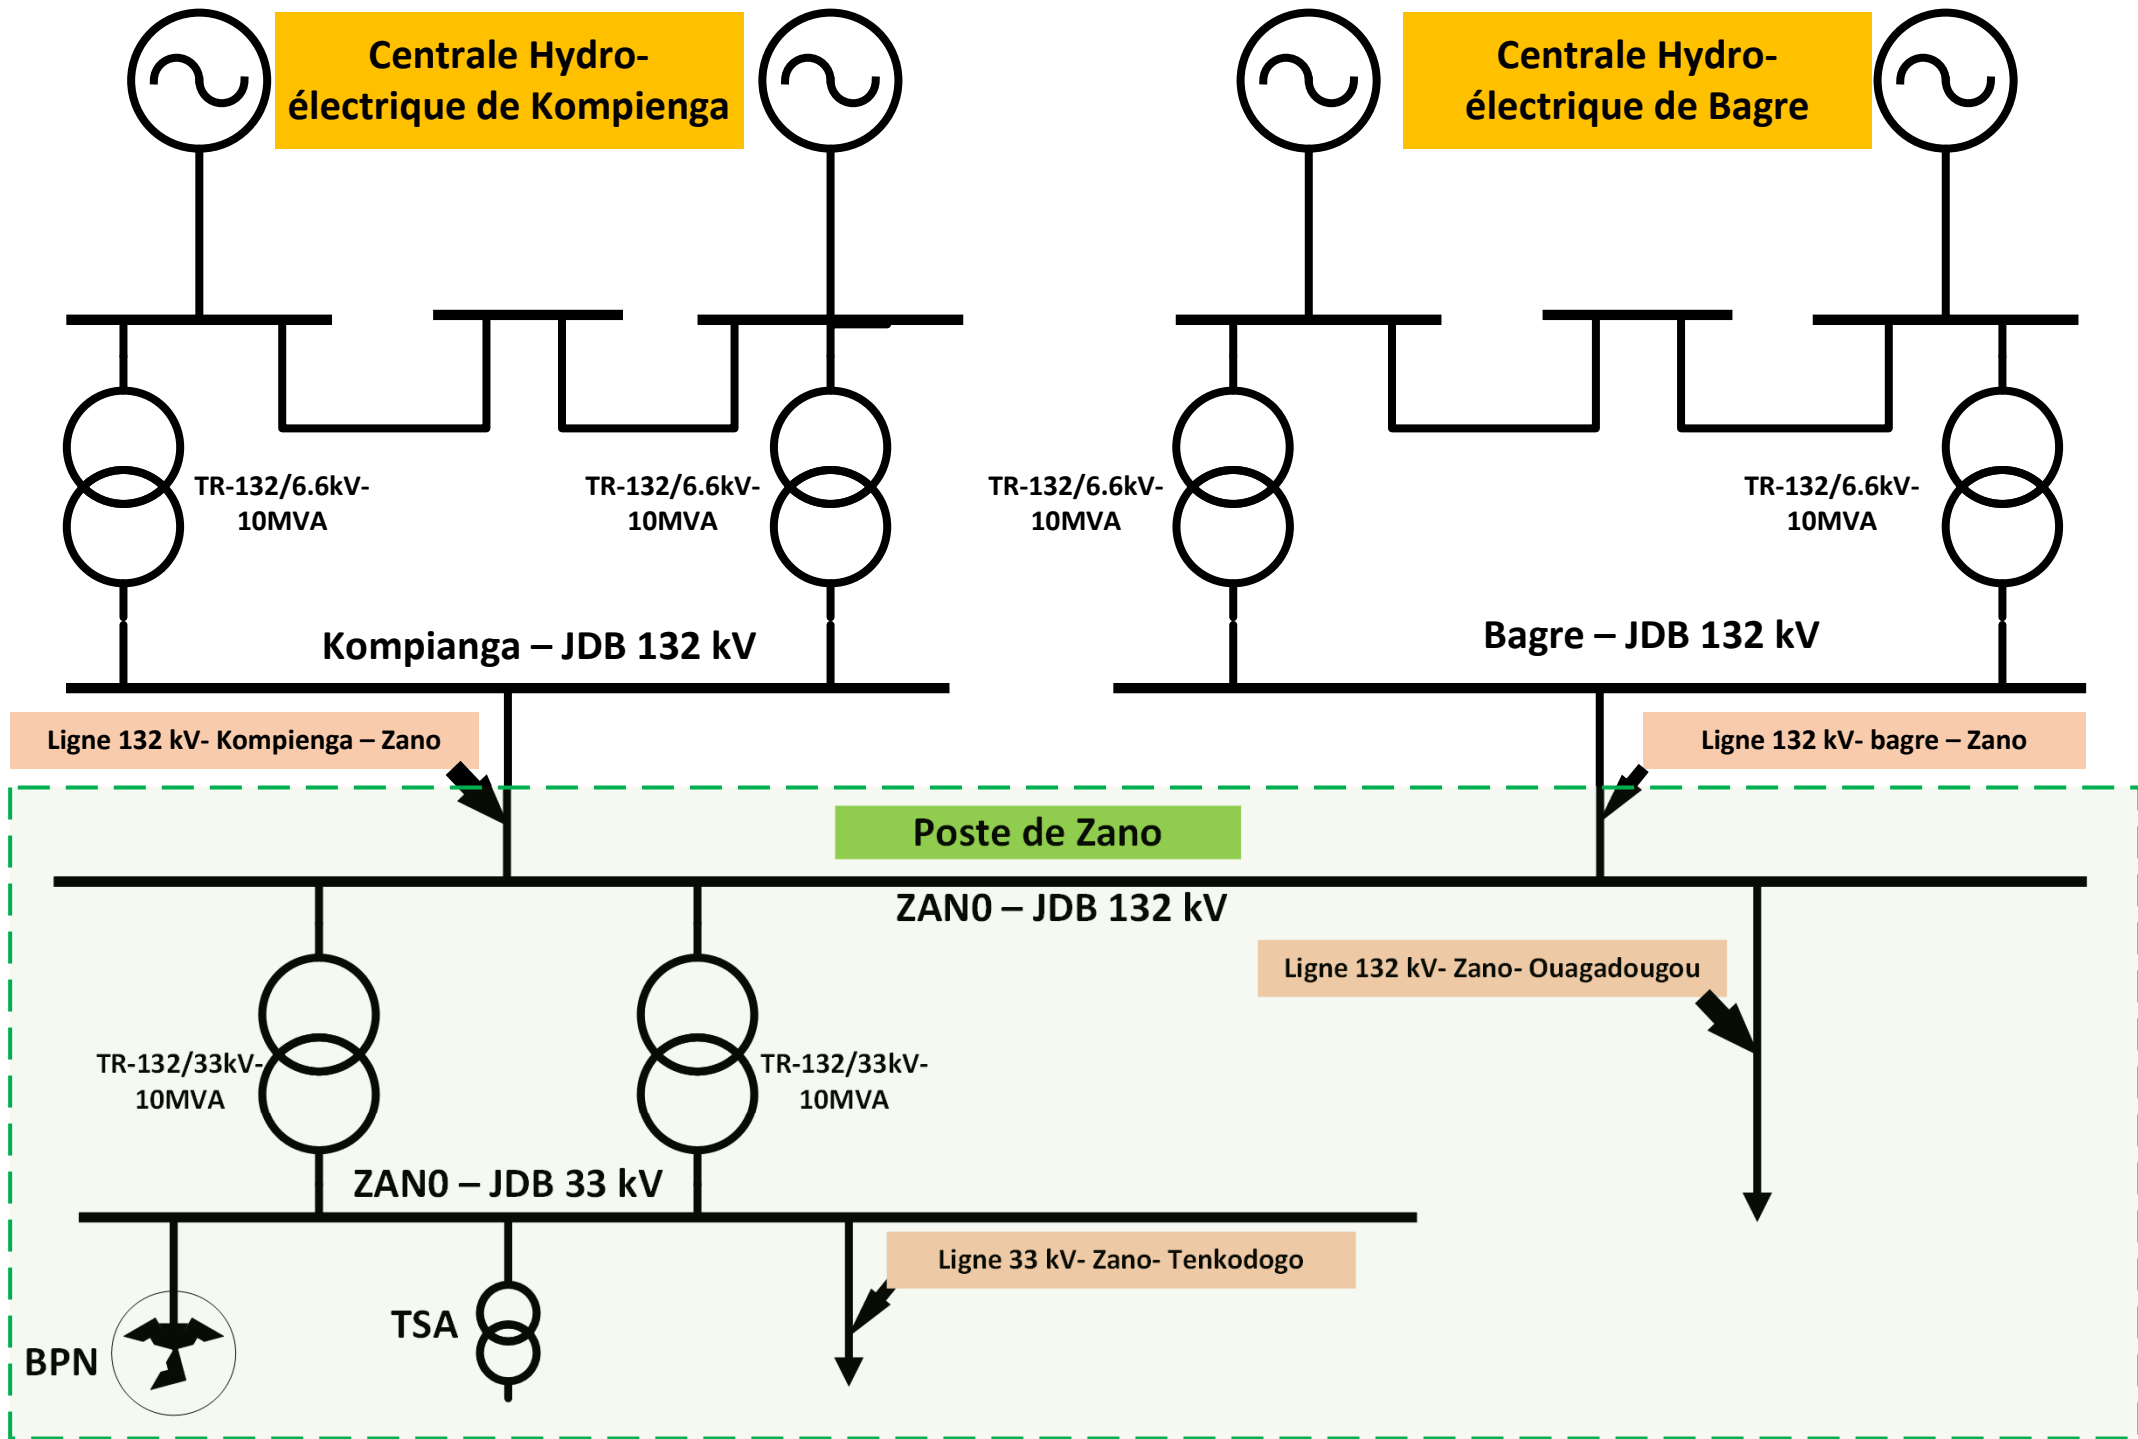 Centrale Hydro-
électrique de Kompienga
Centrale Hydro-
électrique de Bagre
TR-132/6.6kV-
10MVA
TR-132/6.6kV-
10MVA
TR-132/6.6kV-
10MVA
TR-132/6.6kV-
10MVA
Kompianga – JDB 132 kV
Bagre – JDB 132 kV
Ligne 132 kV- Kompienga – Zano
Ligne 132 kV- bagre – Zano
Poste de Zano
ZAN0 – JDB 132 kV
Ligne 132 kV- Zano- Ouagadougou
TR-132/33kV-
10MVA
TR-132/33kV-
10MVA
ZAN0 – JDB 33 kV
Ligne 33 kV- Zano- Tenkodogo
TSA
BPN